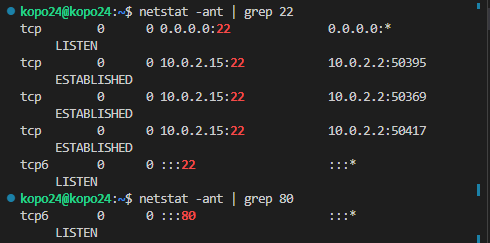 kopo24@kopo24:~$ netstat -ant | grep 22
tcp        0      0 0.0.0.0:22              0.0.0.0:*
     LISTEN
tcp        0      0 10.0.2.15:22            10.0.2.2:50395
     ESTABLISHED
tcp        0      0 10.0.2.15:22            10.0.2.2:50369
     ESTABLISHED
tcp        0      0 10.0.2.15:22            10.0.2.2:50417
     ESTABLISHED
tcp6       0      0 :::22                   :::*
     LISTEN
kopo24@kopo24:~$ netstat -ant | grep 80
tcp6       0      0 :::80                   :::*
     LISTEN